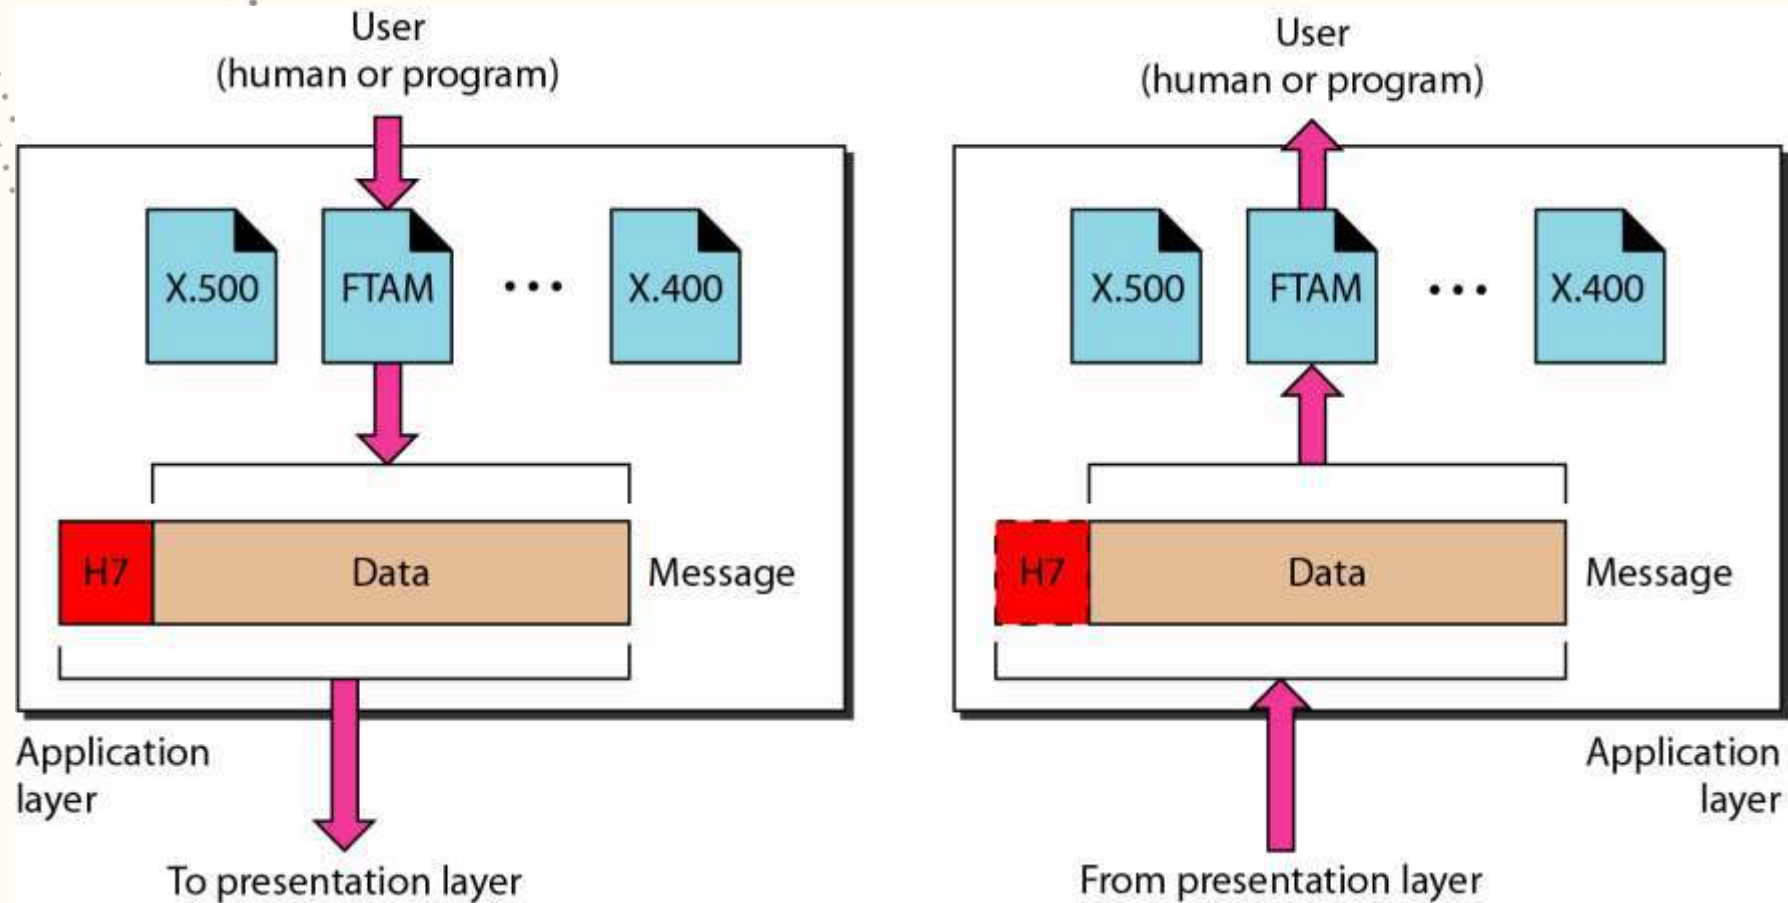 User
(human or program)
X.500
FTAM
...
X.400
H7
Data
Message
Application
layer
To presentation layer
User
(human or program)
X.500
FTAM
...
X.400
H7
Data
Message
Application
layer
From presentation layer